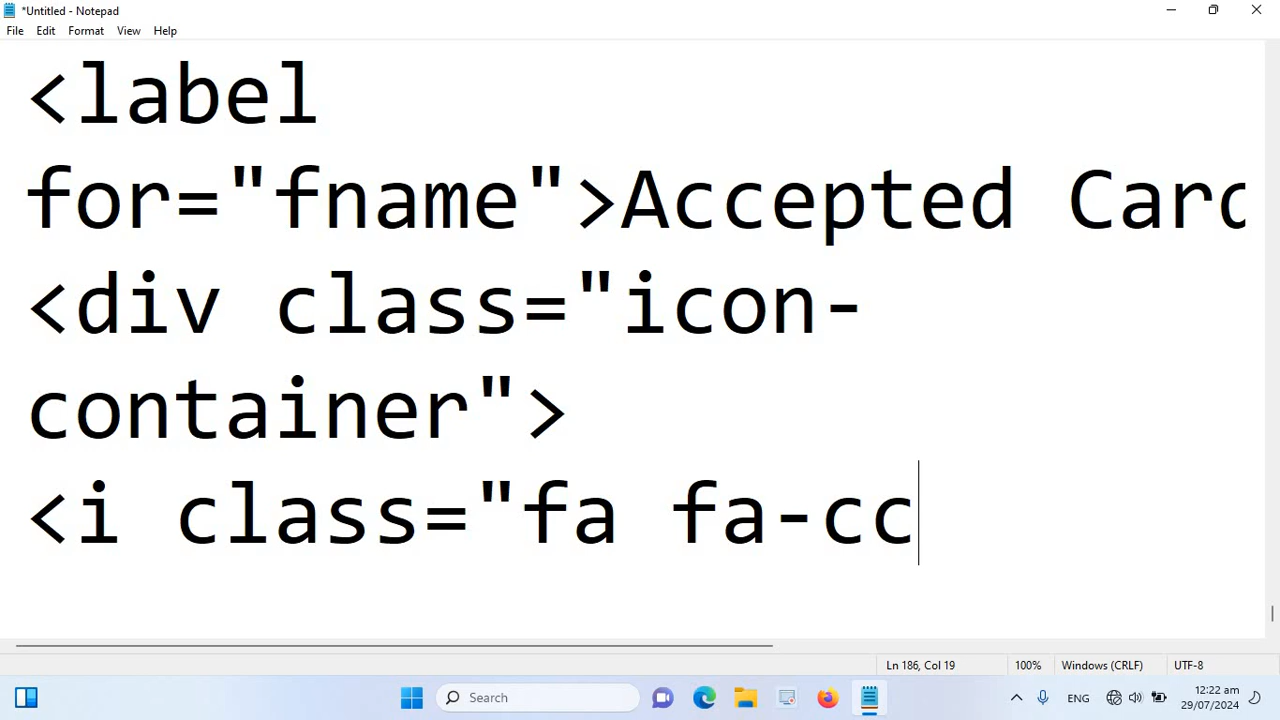 *Untitled - Notepad
File Edit Format View Help
<label
for="fname">Accepted Card
<div class="icon-
container">
<i class="fa fa-cc
Ln 186, Col 19 100% Windows (CRLF) UTF-8
Search ENG 12:22 am
29/07/2024